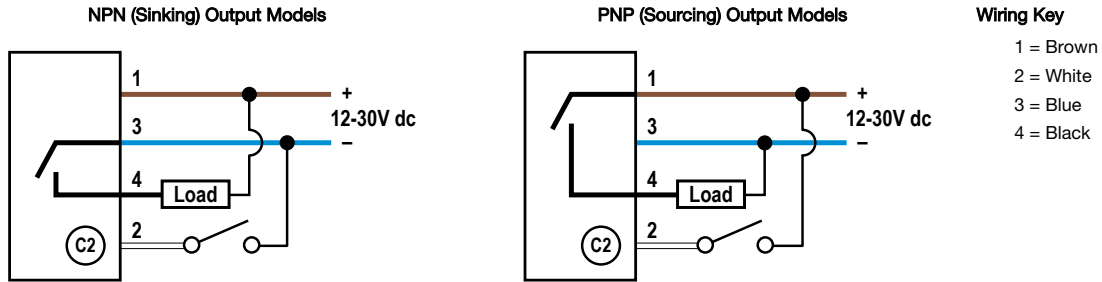 NPN (Sinking) Output Models
1
+
12-30V dc
3
–
4
Load
C2
2
PNP (Sourcing) Output Models
1
+
12-30V dc
3
–
4
Load
C2
2
Wiring Key
1 = Brown
2 = White
3 = Blue
4 = Black